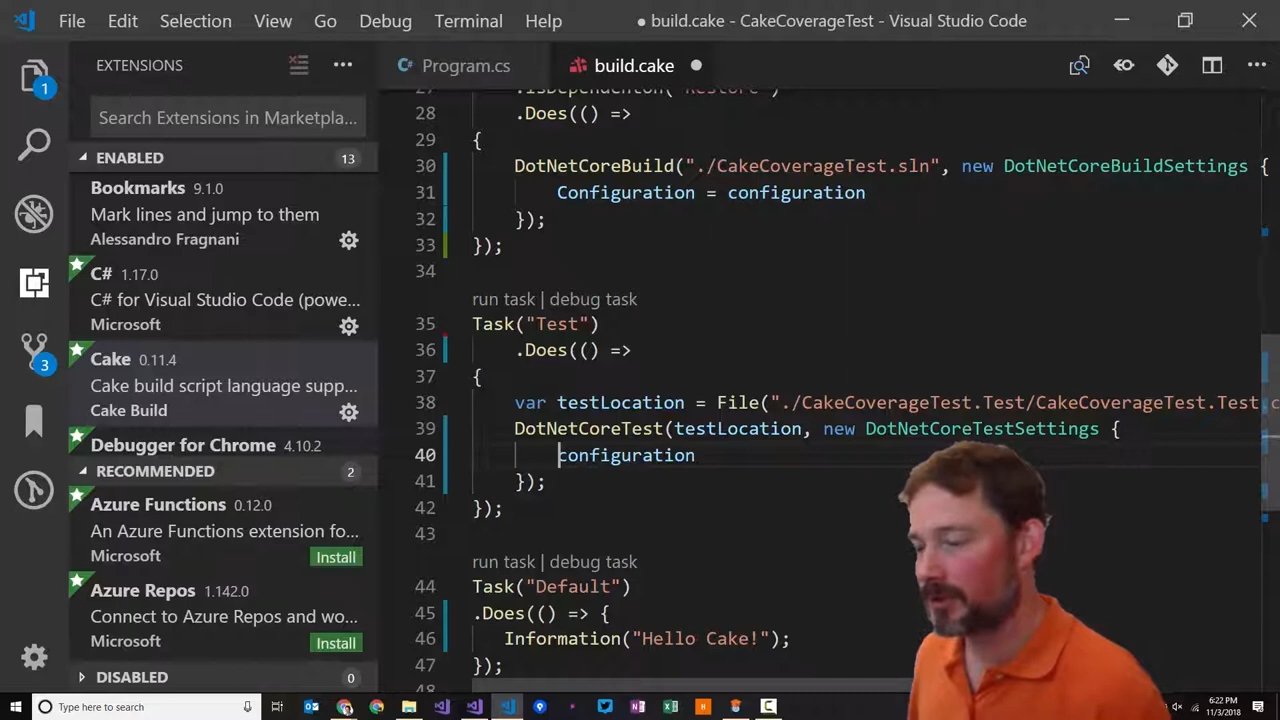 File Edit Selection View Go Debug Terminal Help ● build.cake - CakeCoverageTest - Visual Studio Code
EXTENSIONS
Search Extensions in Marketpla...
ENABLED 13
Bookmarks 9.1.0
Mark lines and jump to them
Alessandro Fragnani
C# 1.17.0
C# for Visual Studio Code (powe...
Microsoft
Cake 0.11.4
Cake build script language supp...
Cake Build
Debugger for Chrome 4.10.2
RECOMMENDED 2
Azure Functions 0.12.0
An Azure Functions extension fo...
Microsoft Install
Azure Repos 1.142.0
Connect to Azure Repos and wo...
Microsoft Install
DISABLED 0
1
3
Program.cs build.cake
27 .IsDependentOn("Restore")
28 .Does(() =>
29 {
30 DotNetCoreBuild("./CakeCoverageTest.sln", new DotNetCoreBuildSettings {
31 Configuration = configuration
32 });
33 });
34
run task | debug task
35 Task("Test")
36 .Does(() =>
37 {
38 var testLocation = File("./CakeCoverageTest.Test/CakeCoverageTest.Test.c
39 DotNetCoreTest(testLocation, new DotNetCoreTestSettings {
40 configuration
41 });
42 });
43
run task | debug task
44 Task("Default")
45 .Does(() => {
46 Information("Hello Cake!");
47 });
48
Type here to search
6:22 PM
11/3/2018